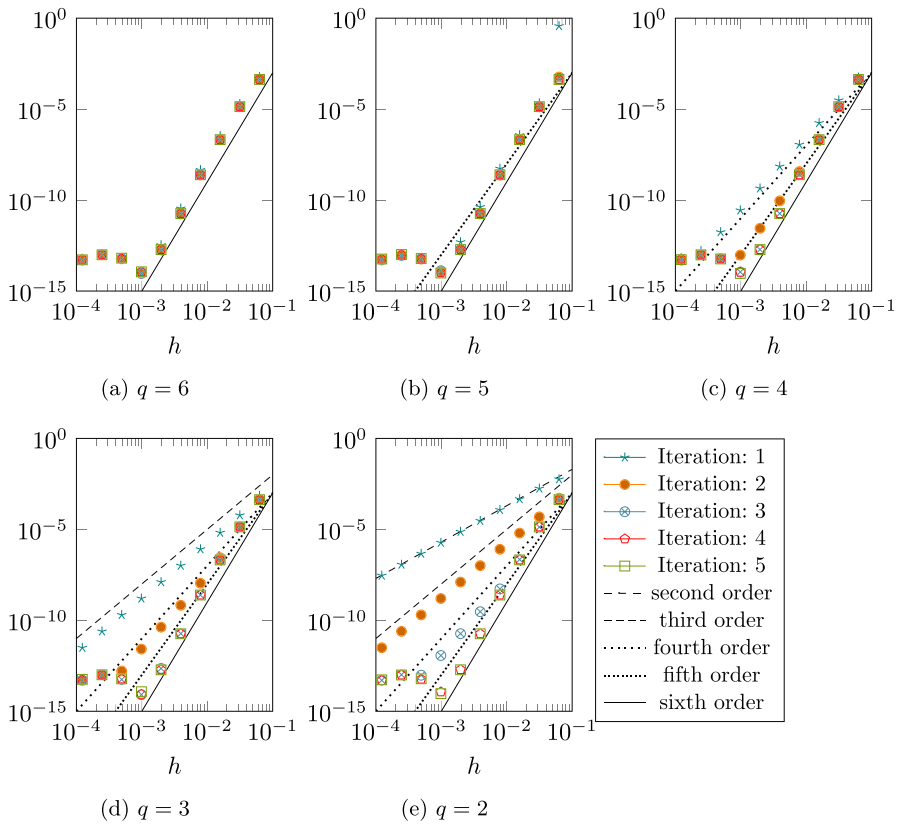 10^0
10^-5
10^-10
10^-15
10^-4 10^-3 10^-2 10^-1
h
(a) q = 6
10^0
10^-5
10^-10
10^-15
10^-4 10^-3 10^-2 10^-1
h
(b) q = 5
10^0
10^-5
10^-10
10^-15
10^-4 10^-3 10^-2 10^-1
h
(c) q = 4
10^0
10^-5
10^-10
10^-15
10^-4 10^-3 10^-2 10^-1
h
(d) q = 3
10^0
10^-5
10^-10
10^-15
10^-4 10^-3 10^-2 10^-1
h
(e) q = 2
Iteration: 1
Iteration: 2
Iteration: 3
Iteration: 4
Iteration: 5
second order
third order
fourth order
fifth order
sixth order